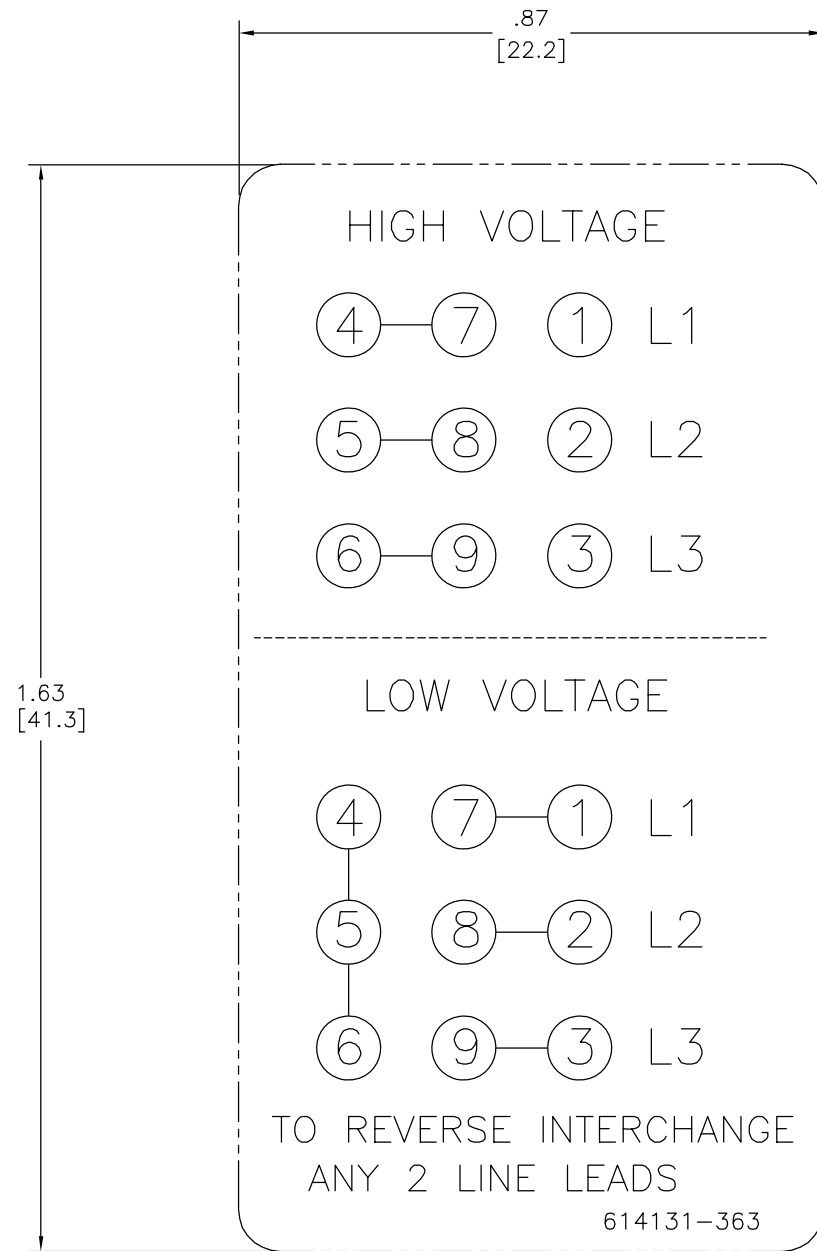 .87
[22.2]
HIGH VOLTAGE
4 7 1 L1
5 8 2 L2
6 9 3 L3
1.63
[41.3]
LOW VOLTAGE
4 7 1 L1
5 8 2 L2
6 9 3 L3
TO REVERSE INTERCHANGE
ANY 2 LINE LEADS
614131-363